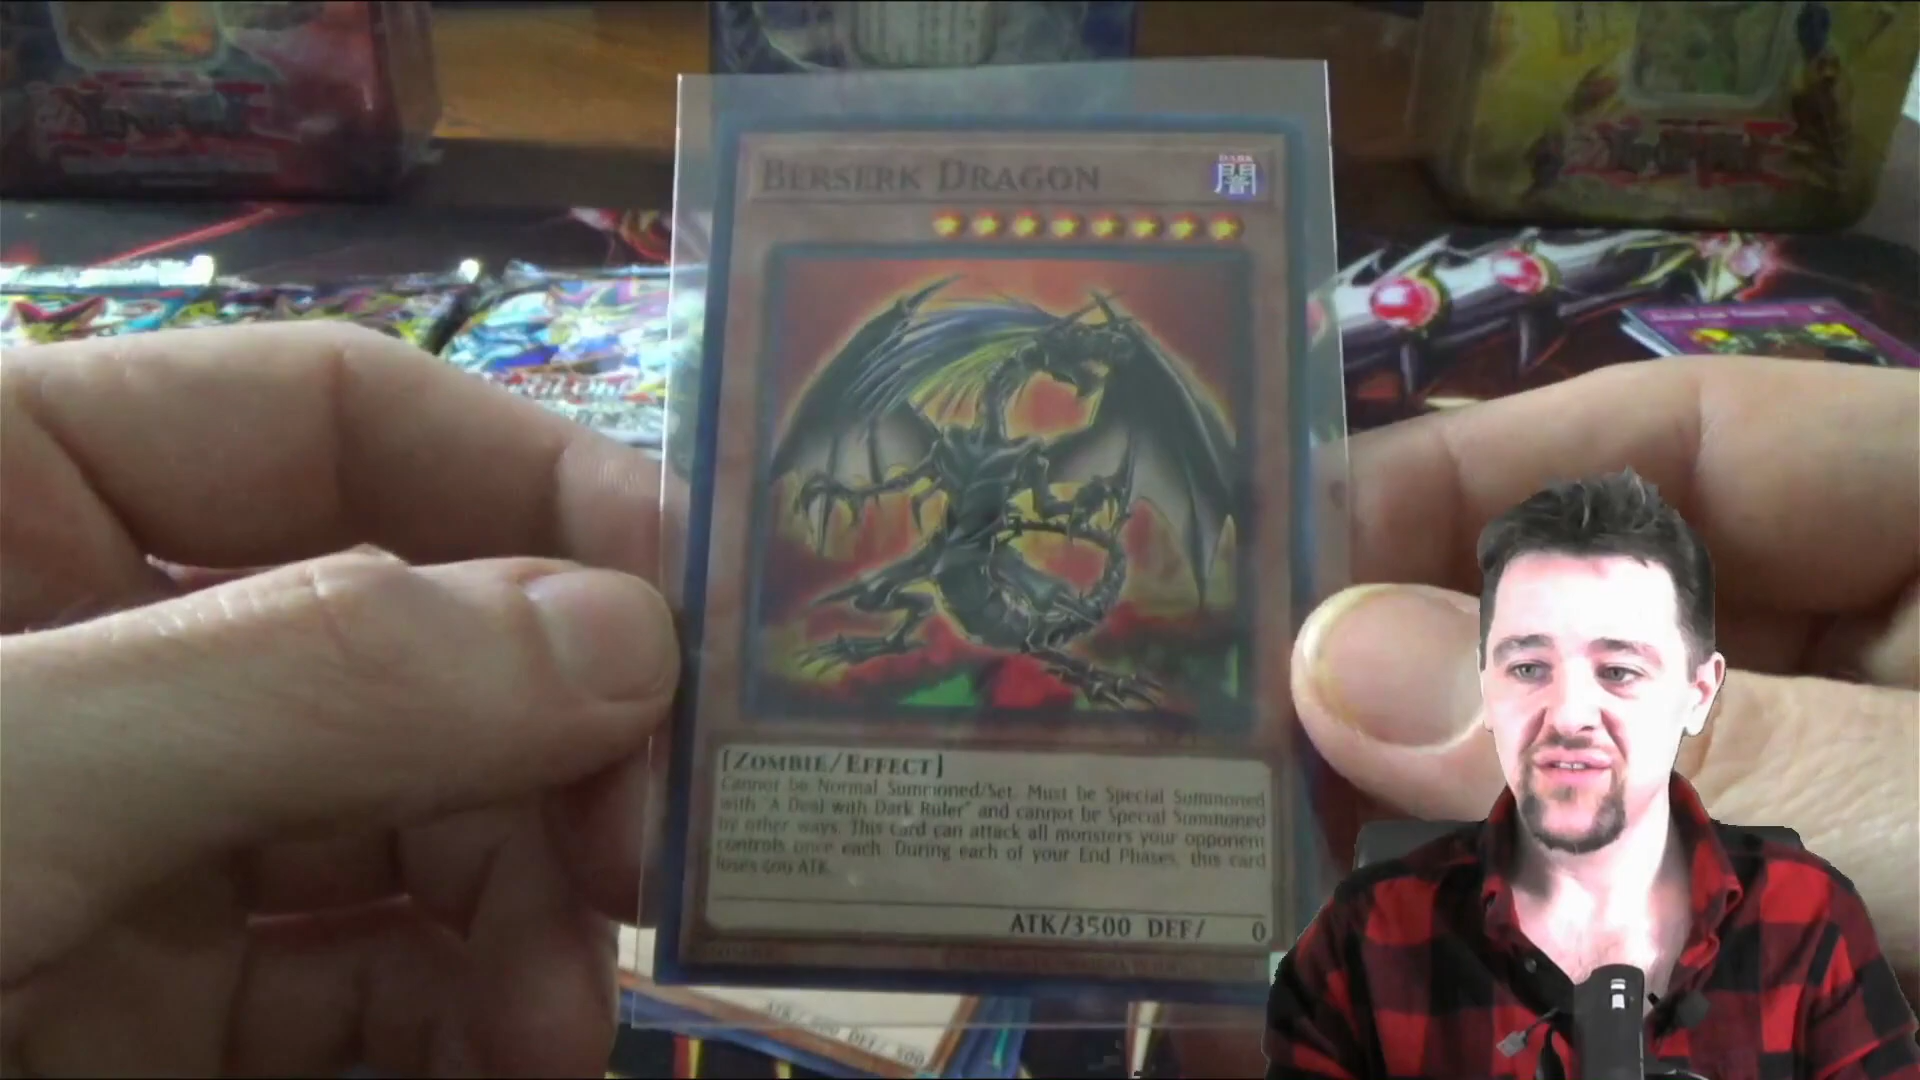 BERSERK DRAGON
DARK
闇
[ZOMBIE/EFFECT]
Cannot be Normal Summoned/Set. Must be Special Summoned
with "A Deal with Dark Ruler" and cannot be Special Summoned
by other ways. This card can attack all monsters your opponent
controls once each. During each of your End Phases, this card
loses 500 ATK.
ATK/3500 DEF/ 0
DEF/ 500